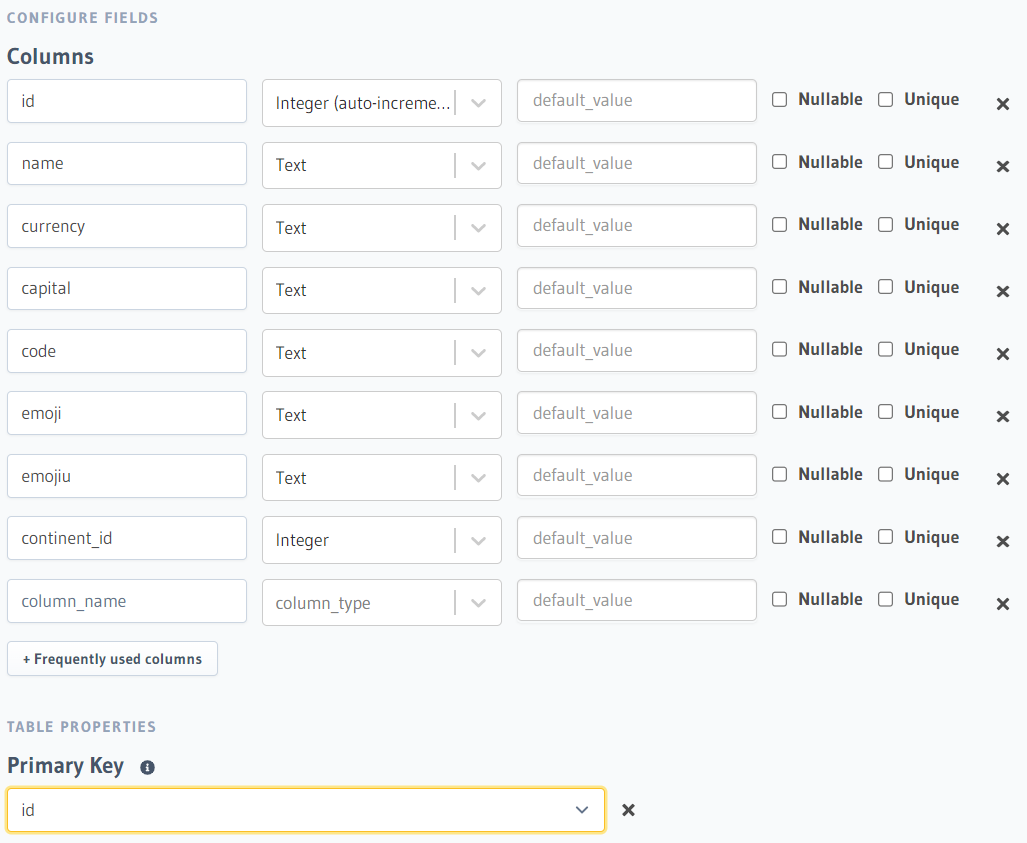 CONFIGURE FIELDS
Columns
id Integer (auto-increme... default_value Nullable Unique
name Text default_value Nullable Unique
currency Text default_value Nullable Unique
capital Text default_value Nullable Unique
code Text default_value Nullable Unique
emoji Text default_value Nullable Unique
emojiu Text default_value Nullable Unique
continent_id Integer default_value Nullable Unique
column_name column_type default_value Nullable Unique
+ Frequently used columns
TABLE PROPERTIES
Primary Key
id